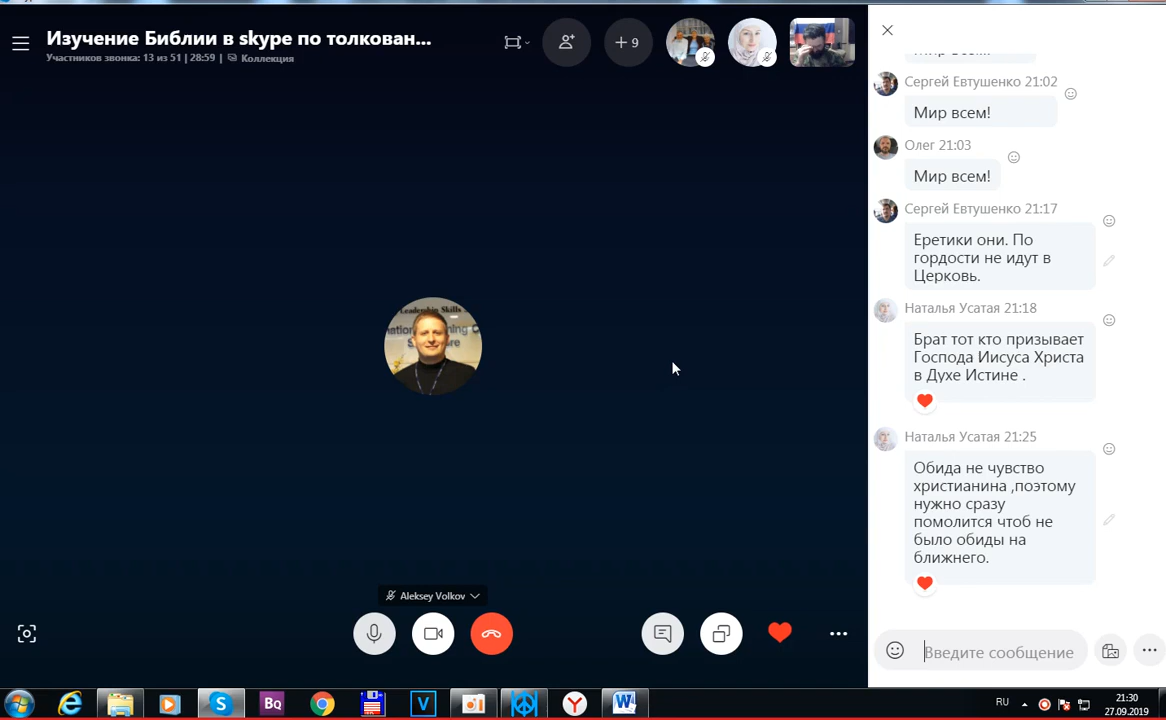 Изучение Библии в skype по толкован...
Участников звонка: 13 из 51 | 28:59 | Коллекция
+ 9
Leadership Skills
Aleksey Volkov
Сергей Евтушенко 21:02
Мир всем!
Олег 21:03
Мир всем!
Сергей Евтушенко 21:17
Еретики они. По
гордости не идут в
Церковь.
Наталья Усатая 21:18
Брат тот кто призывает
Господа Иисуса Христа
в Духе Истине .
Наталья Усатая 21:25
Обида не чувство
христианина ,поэтому
нужно сразу
помолится чтоб не
было обиды на
ближнего.
Введите сообщение
Bq
V
RU
21:30
27.09.2019